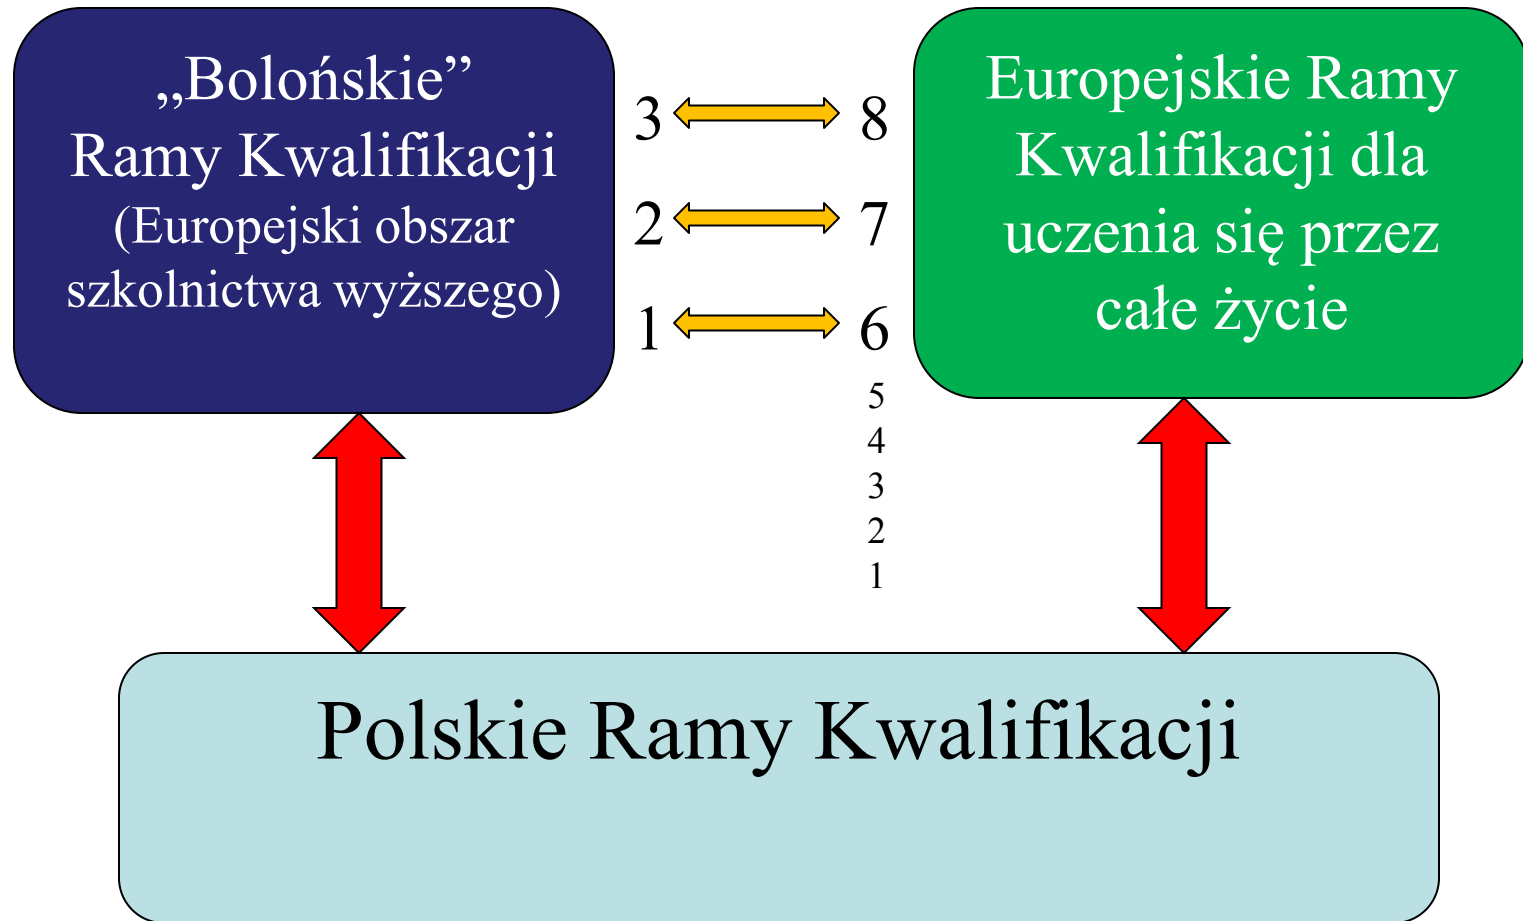 „Bolońskie”
Ramy Kwalifikacji
(Europejski obszar
szkolnictwa wyższego)
3 8
2 7
1 6
5
4
3
2
1
Europejskie Ramy
Kwalifikacji dla
uczenia się przez
całe życie
Polskie Ramy Kwalifikacji